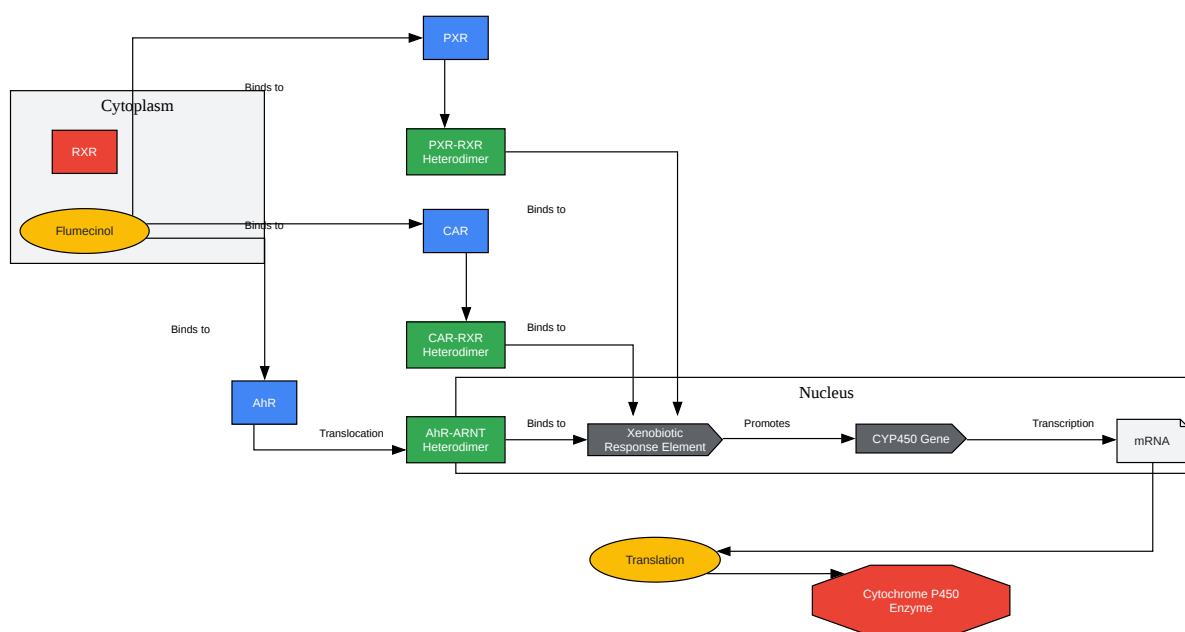 PXR
Binds to
Cytoplasm
RXR
PXR-RXR
Heterodimer
Binds to
Binds to
Flumecinol
CAR
Binds to
Binds to
CAR-RXR
Heterodimer
Nucleus
AhR
Translocation
AhR-ARNT
Heterodimer
Binds to
Xenobiotic
Response Element
Promotes
CYP450 Gene
Transcription
mRNA
Translation
Cytochrome P450
Enzyme